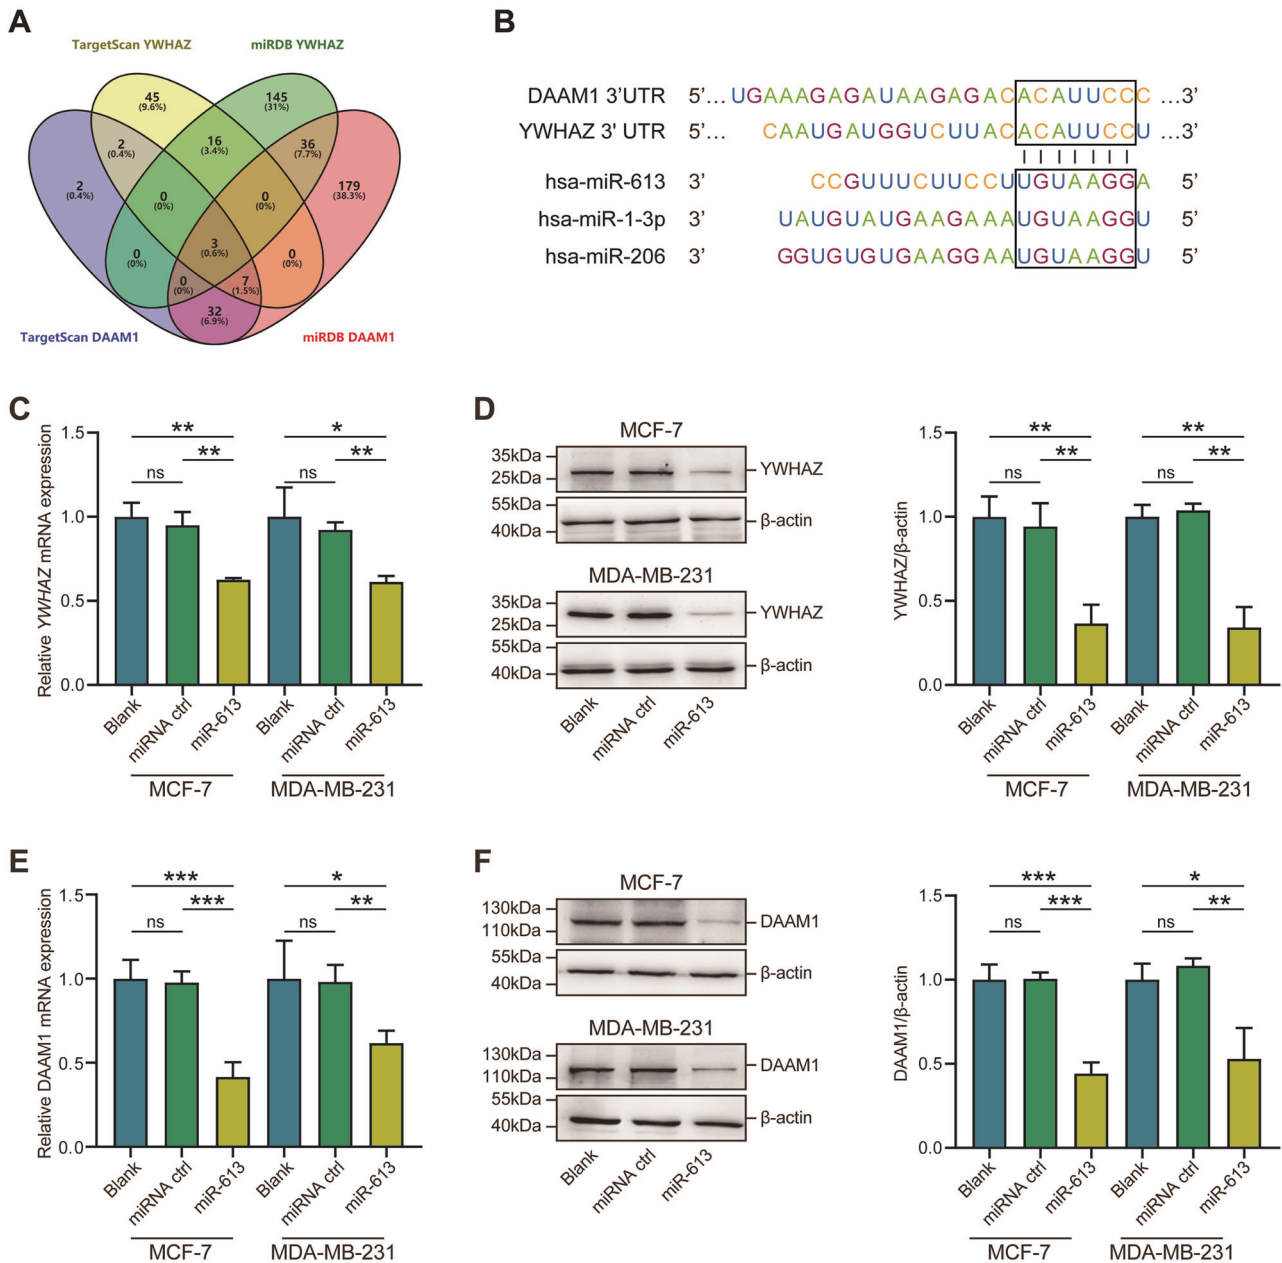 A
TargetScan YWHAZ
miRDB YWHAZ
45
(9.6%)
145
(31%)
2
(0.4%)
16
(3.4%)
36
(7.7%)
2
(0.4%)
0
(0%)
0
(0%)
179
(38.3%)
0
(0%)
3
(0.6%)
0
(0%)
0
(0%)
7
(1.5%)
32
(6.9%)
TargetScan DAAM1
miRDB DAAM1
B
DAAM1 3'UTR 5'... UGAAAGAGAUAAGAGACACAUUCCC ...3'
YWHAZ 3' UTR 5'... CAAUGAUGGUCUUACACAUUCCU ...3'
hsa-miR-613 3' CCGUUUCUUCCUUGUAAGGA 5'
hsa-miR-1-3p 3' UAUGUAUGAAGAAAUGUAAGGU 5'
hsa-miR-206 3' GGUGUGUGAAGGAAUGUAAGGU 5'
C
Relative YWHAZ mRNA expression
1.5
1.0
0.5
0.0
** *
** **
ns ns
Blank miRNA ctrl miR-613 Blank miRNA ctrl miR-613
MCF-7 MDA-MB-231
D
MCF-7
35kDa
25kDa
YWHAZ
55kDa
40kDa
β-actin
MDA-MB-231
35kDa
25kDa
YWHAZ
55kDa
40kDa
β-actin
Blank miRNA ctrl miR-613
YWHAZ/β-actin
1.5
1.0
0.5
0.0
** **
** **
ns ns
Blank miRNA ctrl miR-613 Blank miRNA ctrl miR-613
MCF-7 MDA-MB-231
E
Relative DAAM1 mRNA expression
1.5
1.0
0.5
0.0
*** *
*** **
ns ns
Blank miRNA ctrl miR-613 Blank miRNA ctrl miR-613
MCF-7 MDA-MB-231
F
MCF-7
130kDa
110kDa
DAAM1
55kDa
40kDa
β-actin
MDA-MB-231
130kDa
110kDa
DAAM1
55kDa
40kDa
β-actin
Blank miRNA ctrl miR-613
DAAM1/β-actin
1.5
1.0
0.5
0.0
*** *
*** **
ns ns
Blank miRNA ctrl miR-613 Blank miRNA ctrl miR-613
MCF-7 MDA-MB-231